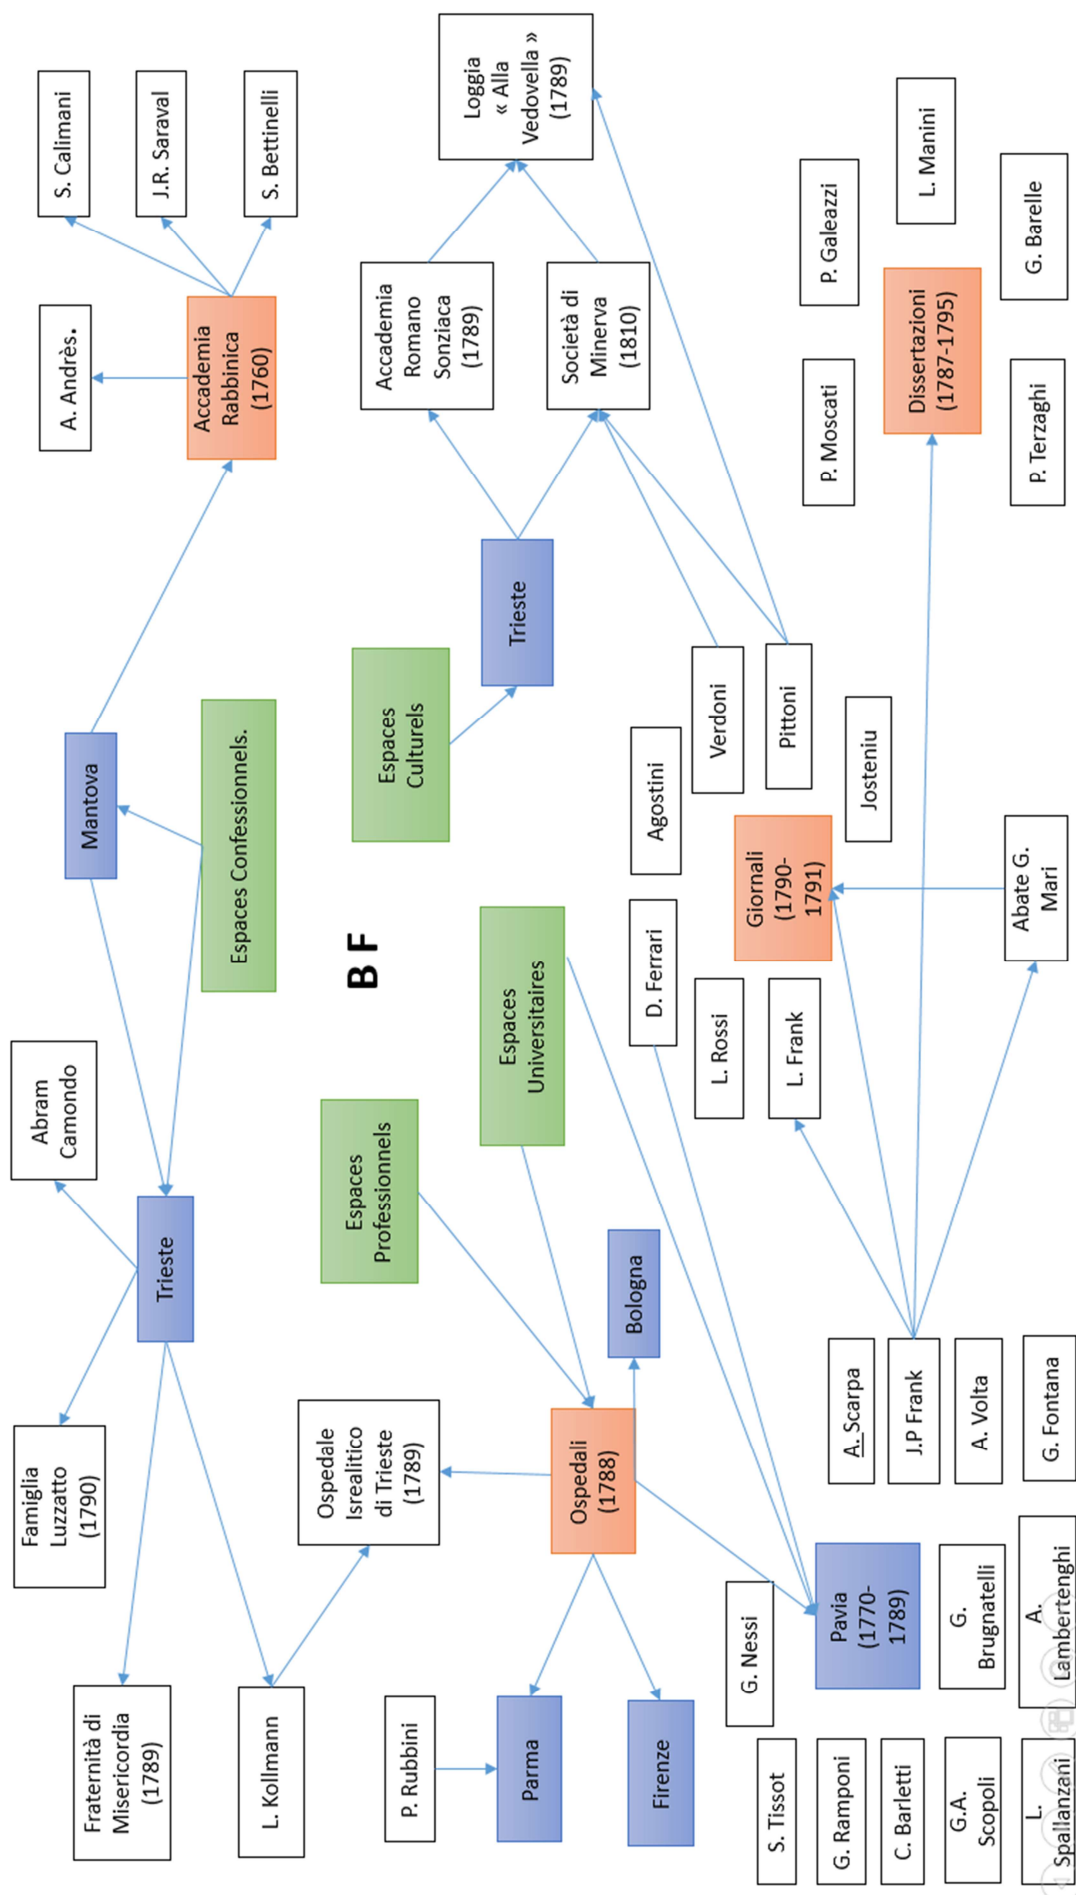 Fraternità di
Misericordia
(1789)
Famiglia
Luzzatto
(1790)
Abram
Camondo
Trieste
L. Kollmann
Mantova
Espaces Confessionnels.
A. Andrès.
Accademia
Rabbinica
(1760)
S. Calimani
J.R. Saraval
S. Bettinelli
B F
Ospedale
Isrealitico
di Trieste
(1789)
Espaces
Professionnels
Espaces
Culturels
Accademia
Romano
Sonziaca
(1789)
Loggia
« Alla
Vedovella »
(1789)
P. Rubbini
Parma
Firenze
Ospedali
(1788)
Espaces
Universitaires
Bologna
Trieste
Società di
Minerva
(1810)
D. Ferrari
Agostini
L. Rossi
Verdoni
L. Frank
Giornali
(1790-
1791)
Pittoni
Josteniu
Abate G.
Mari
S. Tissot
G. Nessi
G. Ramponi
C. Barletti
G.A.
Scopoli
L.
Spallanzani
Pavia
(1770-
1789)
G.
Brugnatelli
A.
Lambertenghi
A. Scarpa
J.P Frank
A. Volta
G. Fontana
P. Moscati
P. Galeazzi
L. Manini
Dissertazioni
(1787-1795)
P. Terzaghi
G. Barelle